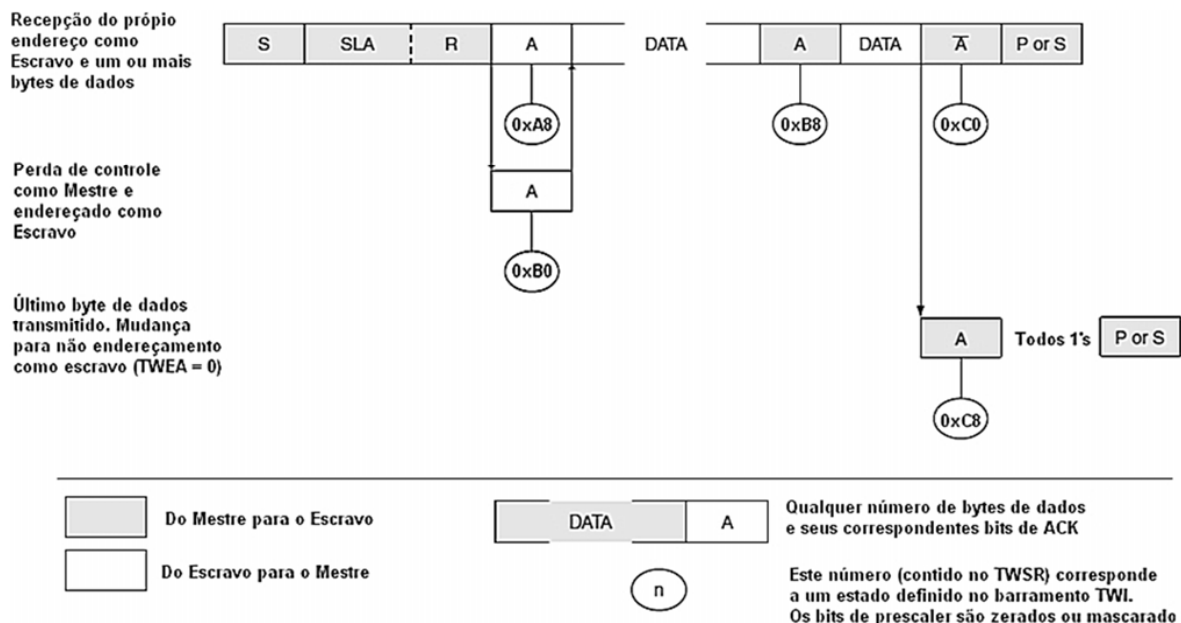 Recepção do própio
endereço como
Escravo e um ou mais
bytes de dados
S SLA R A DATA A DATA A̅ P or S
0xA8 0xB8 0xC0
Perda de controle
como Mestre e
endereçado como
Escravo
A
0xB0
Último byte de dados
transmitido. Mudança
para não endereçamento
como escravo (TWEA = 0)
A Todos 1's P or S
0xC8
Do Mestre para o Escravo
Do Escravo para o Mestre
DATA A
Qualquer número de bytes de dados
e seus correspondentes bits de ACK
n
Este número (contido no TWSR) corresponde
a um estado definido no barramento TWI.
Os bits de prescaler são zerados ou mascarado